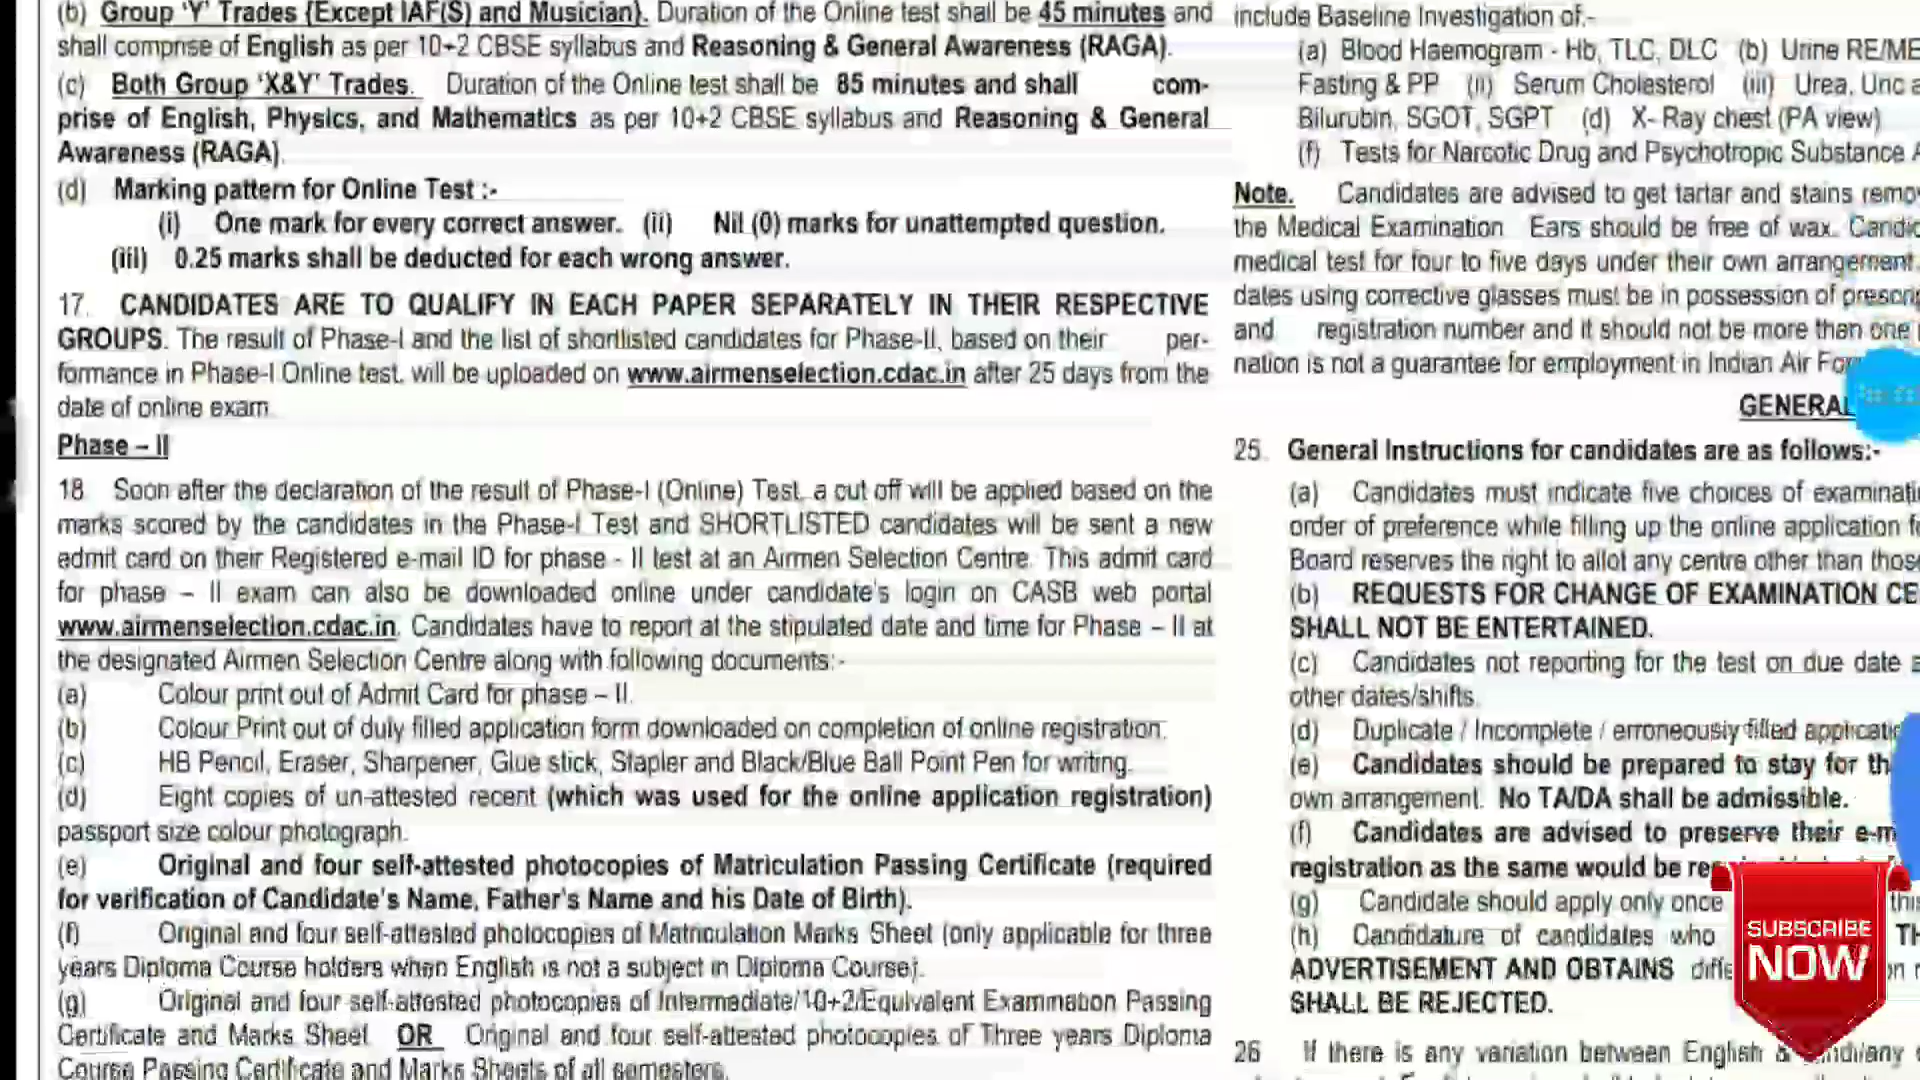 (b) Group 'Y' Trades {Except IAF(S) and Musician}. Duration of the Online test shall be 45 minutes and
shall comprise of English as per 10+2 CBSE syllabus and Reasoning & General Awareness (RAGA).
(c) Both Group 'X&Y' Trades. Duration of the Online test shall be 85 minutes and shall com-
prise of English, Physics, and Mathematics as per 10+2 CBSE syllabus and Reasoning & General
Awareness (RAGA).
(d) Marking pattern for Online Test :-
(i) One mark for every correct answer. (ii) Nil (0) marks for unattempted question.
(iii) 0.25 marks shall be deducted for each wrong answer.
17. CANDIDATES ARE TO QUALIFY IN EACH PAPER SEPARATELY IN THEIR RESPECTIVE
GROUPS. The result of Phase-I and the list of shortlisted candidates for Phase-II, based on their per-
formance in Phase-I Online test, will be uploaded on www.airmenselection.cdac.in after 25 days from the
date of online exam.
Phase – II
18. Soon after the declaration of the result of Phase-I (Online) Test, a cut off will be applied based on the
marks scored by the candidates in the Phase-I Test and SHORTLISTED candidates will be sent a new
admit card on their Registered e-mail ID for phase - II test at an Airmen Selection Centre. This admit card
for phase – II exam can also be downloaded online under candidate's login on CASB web portal
www.airmenselection.cdac.in. Candidates have to report at the stipulated date and time for Phase – II at
the designated Airmen Selection Centre along with following documents:-
(a) Colour print out of Admit Card for phase – II.
(b) Colour Print out of duly filled application form downloaded on completion of online registration.
(c) HB Pencil, Eraser, Sharpener, Glue stick, Stapler and Black/Blue Ball Point Pen for writing.
(d) Eight copies of un-attested recent (which was used for the online application registration)
passport size colour photograph.
(e) Original and four self-attested photocopies of Matriculation Passing Certificate (required
for verification of Candidate's Name, Father's Name and his Date of Birth).
(f) Original and four self-attested photocopies of Matriculation Marks Sheet (only applicable for three
years Diploma Course holders when English is not a subject in Diploma Course).
(g) Original and four self-attested photocopies of Intermediate/10+2/Equivalent Examination Passing
Certificate and Marks Sheet OR Original and four self-attested photocopies of Three years Diploma
Course Passing Certificate and Marks Sheets of all semesters.
include Baseline Investigation of:-
(a) Blood Haemogram - Hb, TLC, DLC (b) Urine RE/ME
Fasting & PP (ii) Serum Cholesterol (iii) Urea, Unc a
Bilurubin, SGOT, SGPT (d) X- Ray chest (PA view)
(f) Tests for Narcotic Drug and Psychotropic Substance A
Note. Candidates are advised to get tartar and stains remov
the Medical Examination Ears should be free of wax. Candid
medical test for four to five days under their own arrangement.
dates using corrective glasses must be in possession of prescri
and registration number and it should not be more than one
nation is not a guarantee for employment in Indian Air For
GENERAL
25. General Instructions for candidates are as follows:-
(a) Candidates must indicate five choices of examinati
order of preference while filling up the online application fo
Board reserves the right to allot any centre other than thos
(b) REQUESTS FOR CHANGE OF EXAMINATION CE
SHALL NOT BE ENTERTAINED.
(c) Candidates not reporting for the test on due date a
other dates/shifts.
(d) Duplicate / Incomplete / erroneously filled applicatio
(e) Candidates should be prepared to stay for th
own arrangement. No TA/DA shall be admissible.
(f) Candidates are advised to preserve their e-m
registration as the same would be re
(g) Candidate should apply only once
(h) Candidature of candidates who TH
ADVERTISEMENT AND OBTAINS diffe
SHALL BE REJECTED.
26 If there is any variation between English &
SUBSCRIBE
NOW